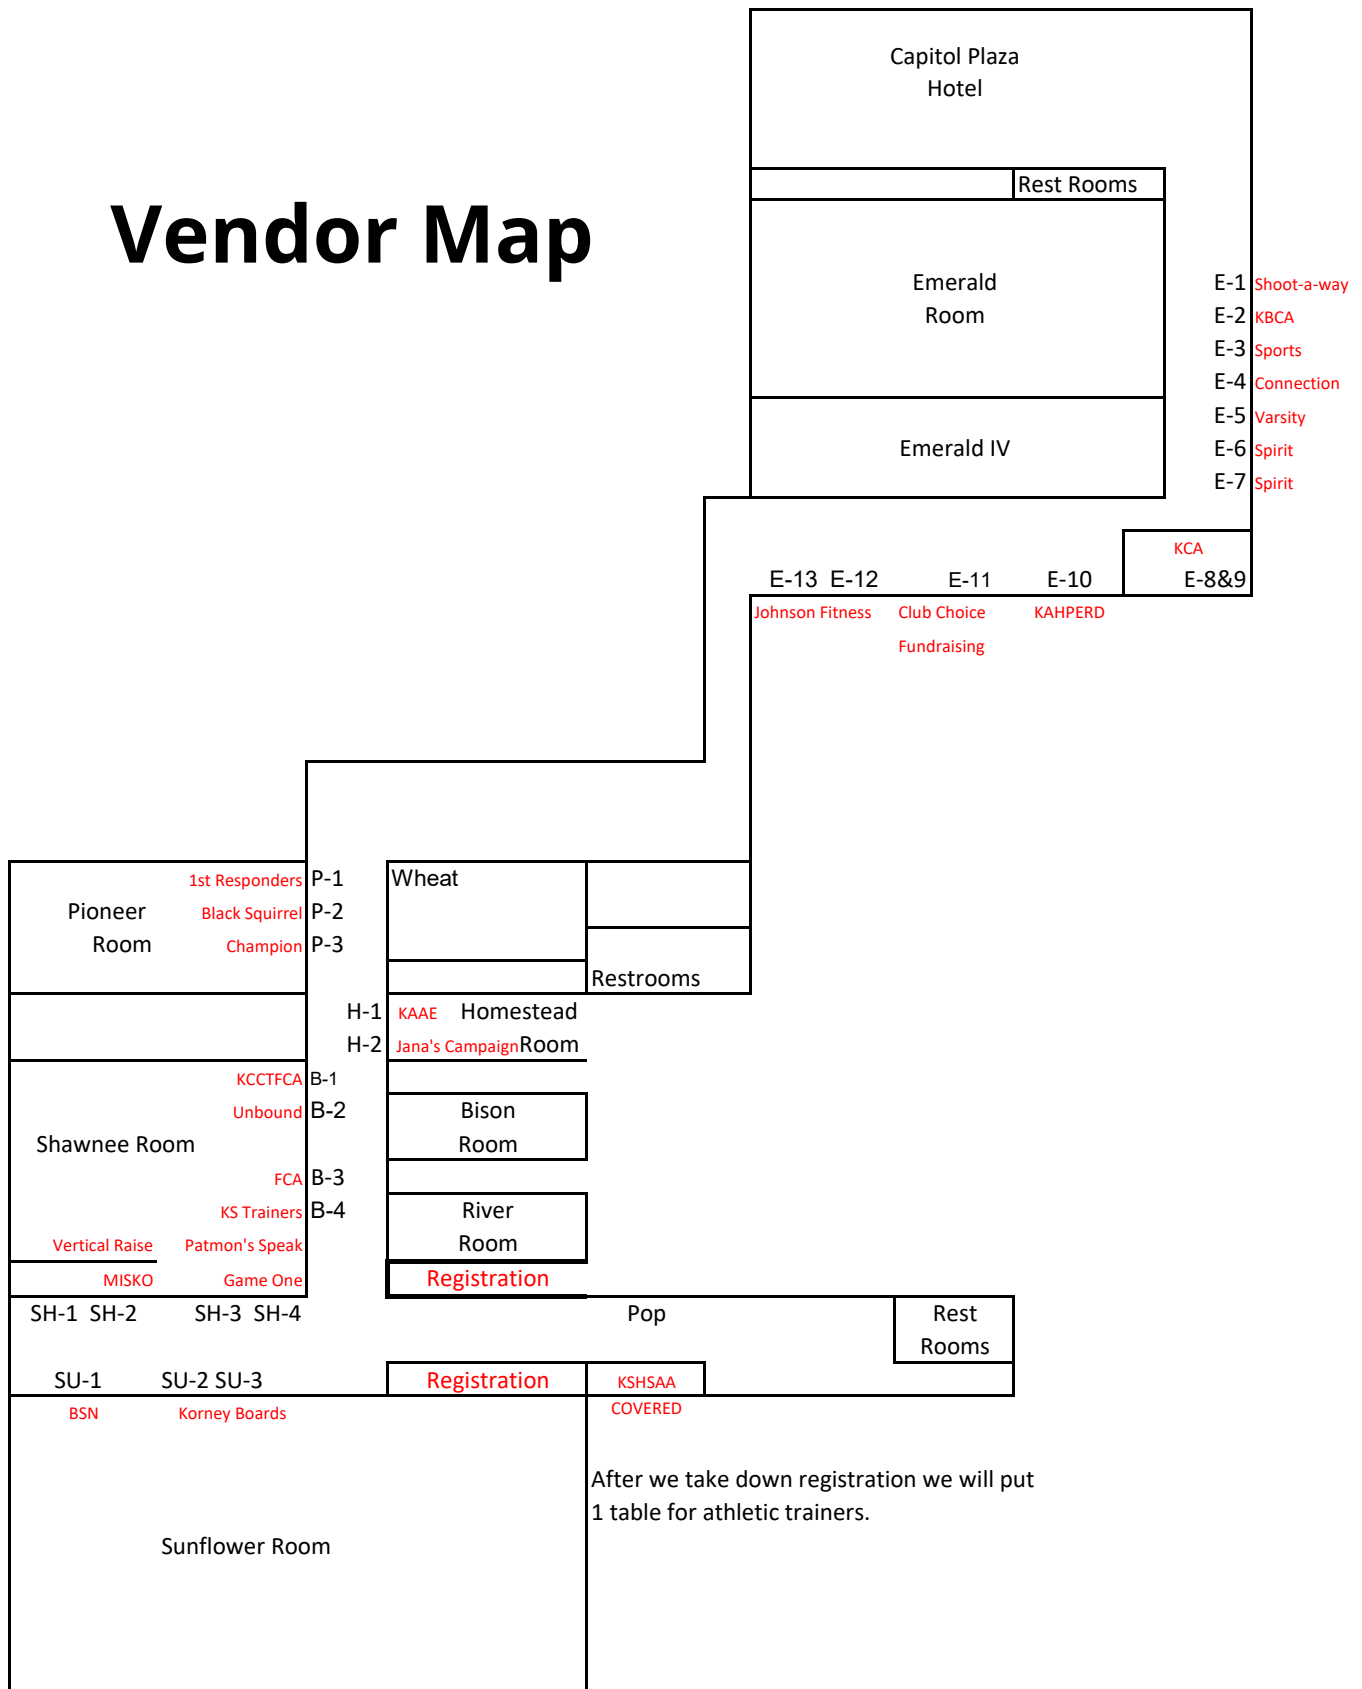 Capitol Plaza
Hotel
Rest Rooms
Vendor Map
Emerald
Room
E-1 Shoot-a-way
E-2 KBCA
E-3 Sports
E-4 Connection
E-5 Varsity
E-6 Spirit
E-7 Spirit
Emerald IV
KCA
E-13 E-12 E-11 E-10 E-8&9
Johnson Fitness Club Choice KAHPERD
Fundraising
1st Responders P-1 Wheat
Pioneer Black Squirrel P-2
Room Champion P-3
Restrooms
H-1 KAAE Homestead
H-2 Jana's Campaign Room
KCCTFCA B-1
Unbound B-2 Bison
Shawnee Room Room
FCA B-3
KS Trainers B-4 River
Vertical Raise Patmon's Speak Room
MISKO Game One Registration
SH-1 SH-2 SH-3 SH-4 Pop Rest
Rooms
SU-1 SU-2 SU-3 Registration KSHSAA
BSN Korney Boards COVERED
After we take down registration we will put
1 table for athletic trainers.
Sunflower Room